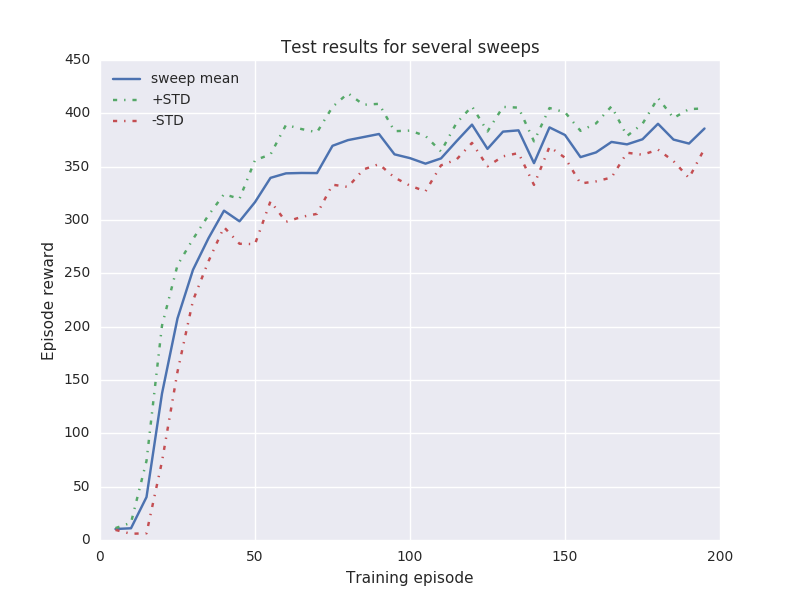 Test results for several sweeps
450
400
350
300
250
200
150
100
50
0
Episode reward
sweep mean
+STD
-STD
0 50 100 150 200
Training episode